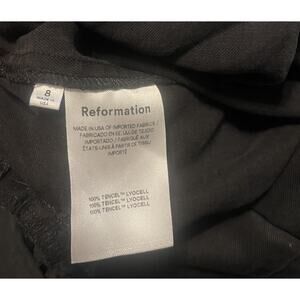 8
MADE IN
USA
Reformation
MADE IN USA OF IMPORTED FABRICS /
FABRICADO EN EE.UU DE TEJIDO
IMPORTADO / FABRIQUÉ AUX
ÉTATS-UNIS À PARTIR DE TISSU
IMPORTÉ
100% TENCEL™ LYOCELL
100% TENCEL™ LYOCELL
100% TENCEL™ LYOCELL